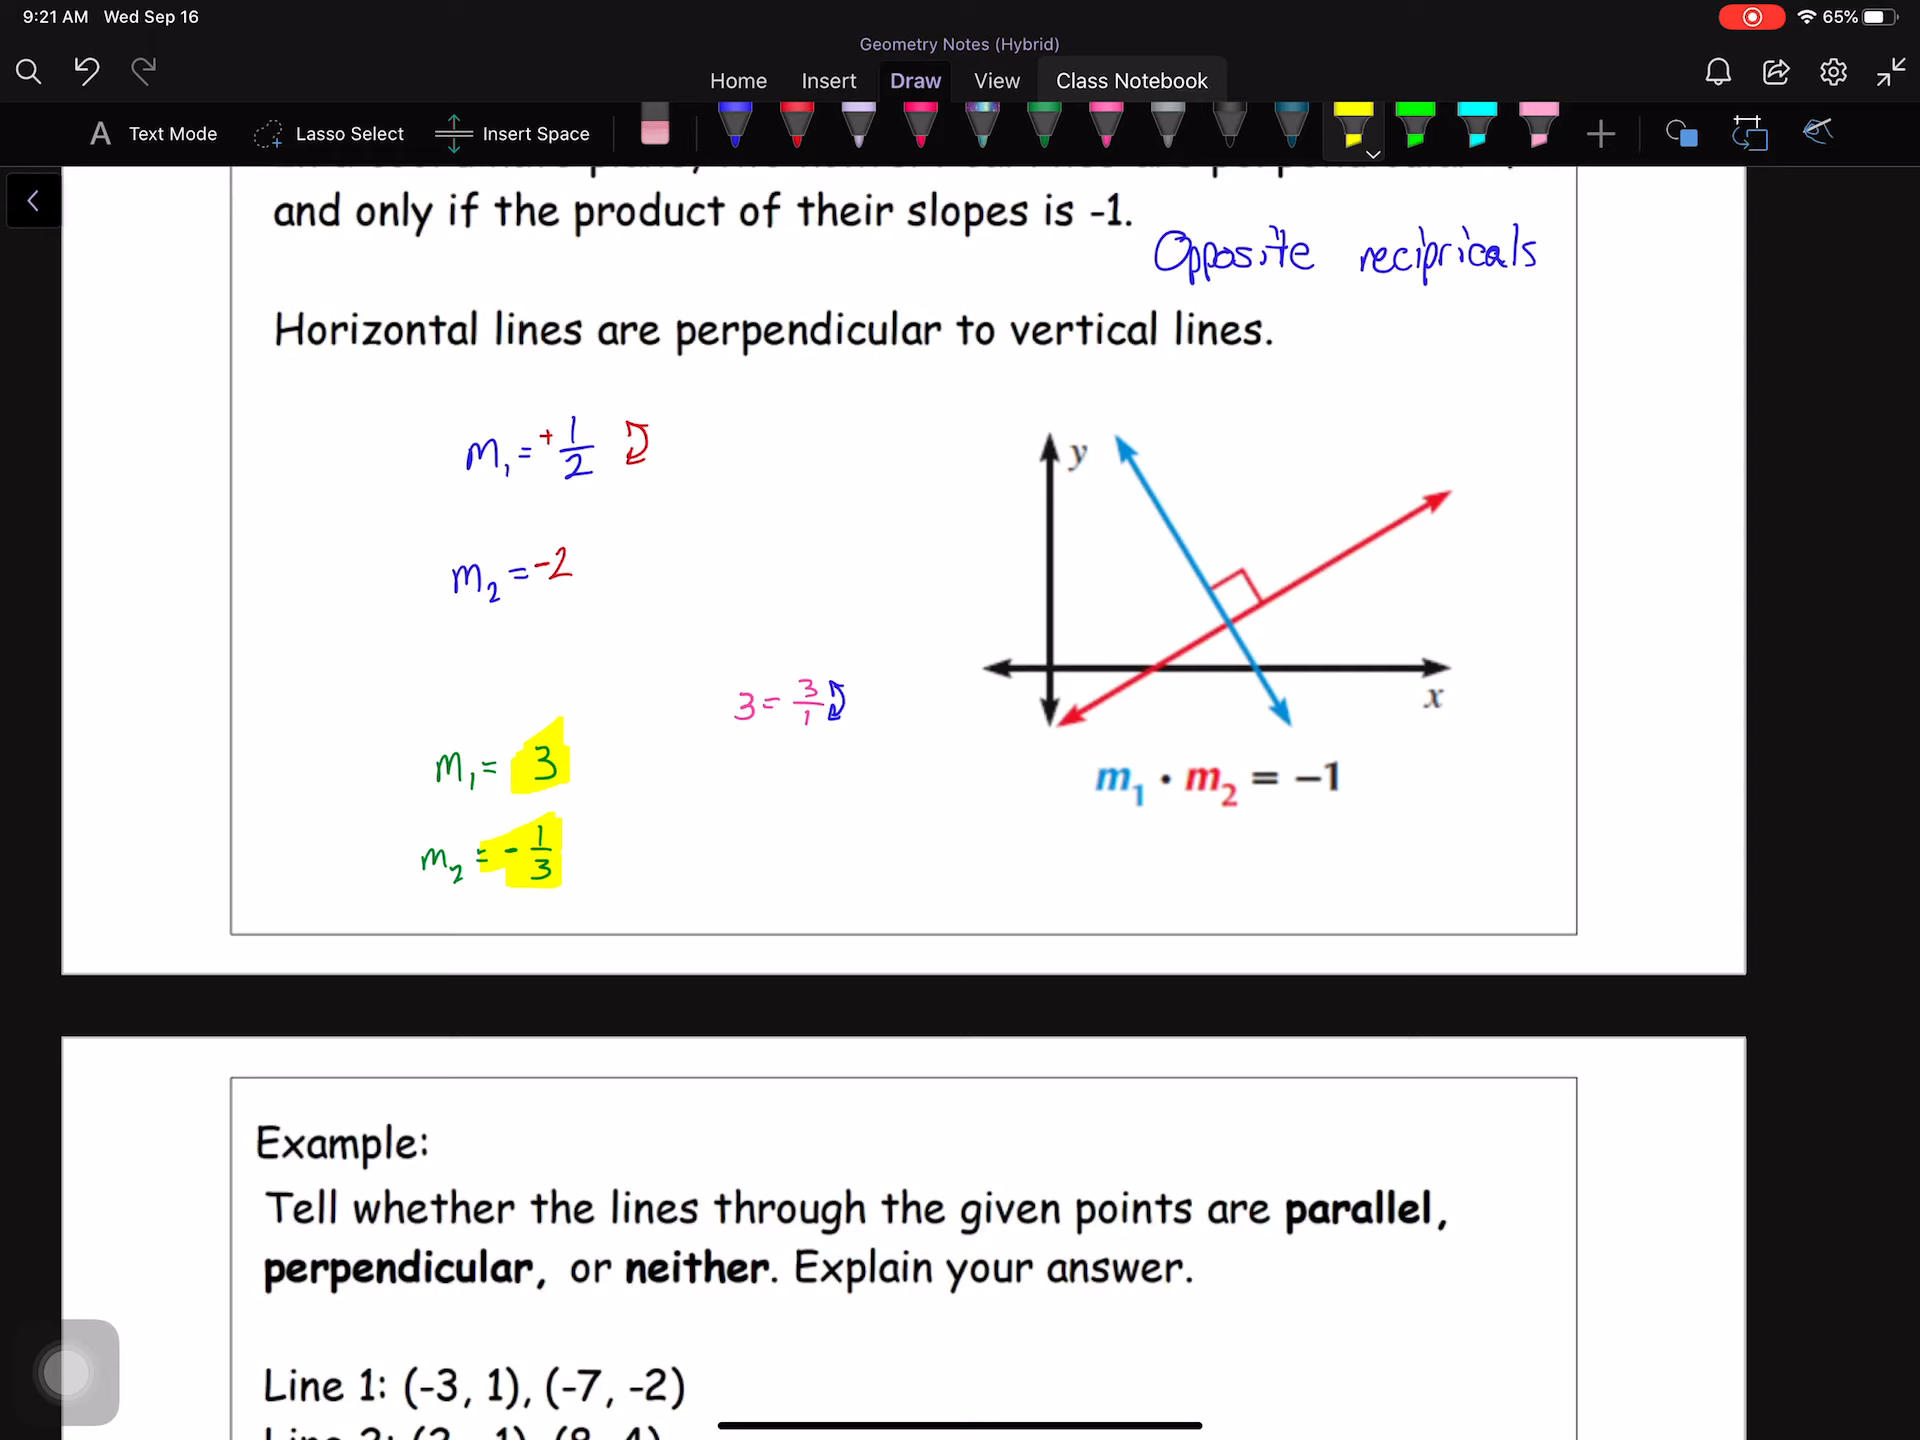 9:21 AM Wed Sep 16
65%
Geometry Notes (Hybrid)
Home Insert Draw View Class Notebook
A Text Mode Lasso Select Insert Space
and only if the product of their slopes is -1.
Opposite recipricals
Horizontal lines are perpendicular to vertical lines.
m₁ = + 1/2
m₂ = -2
3 = 3/1
m₁ = 3
m₂ = - 1/3
y
x
m₁ • m₂ = −1
Example:
Tell whether the lines through the given points are parallel,
perpendicular, or neither. Explain your answer.
Line 1: (-3, 1), (-7, -2)